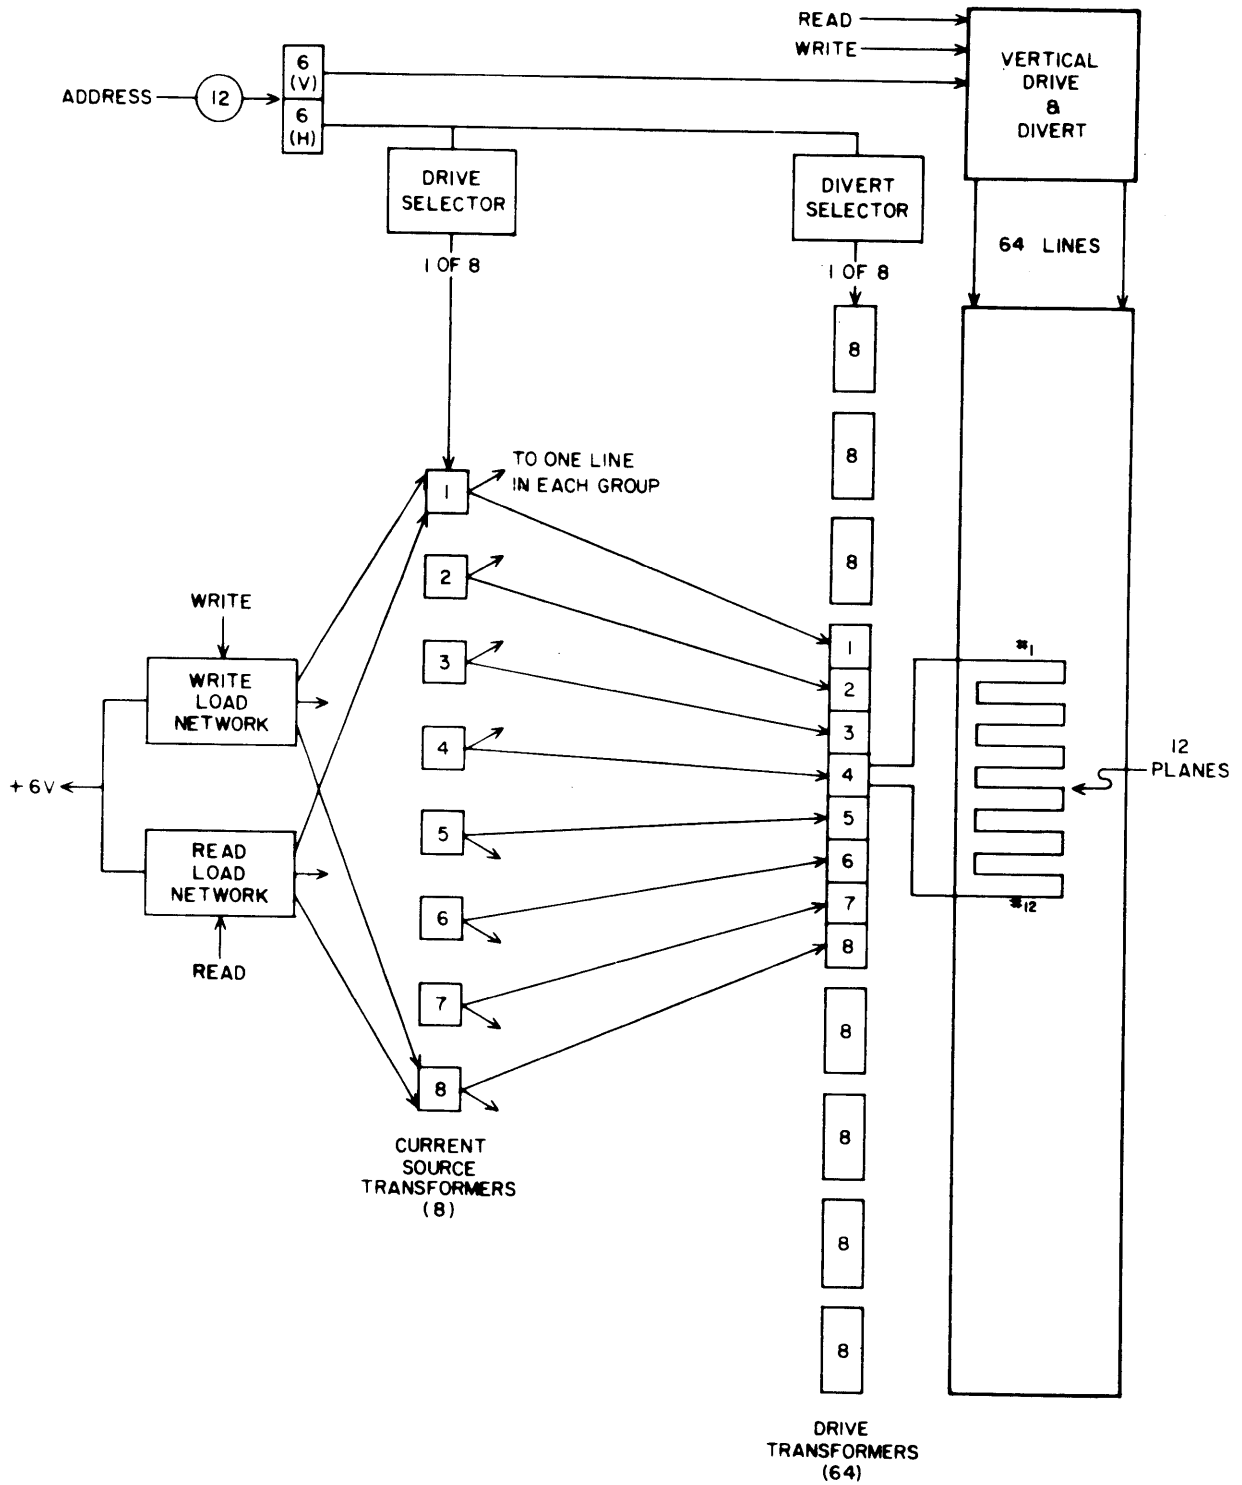 READ
WRITE
VERTICAL
DRIVE
&
DIVERT
ADDRESS
12
6
(V)
6
(H)
DRIVE
SELECTOR
DIVERT
SELECTOR
64 LINES
1 OF 8
1 OF 8
8
8
8
TO ONE LINE
IN EACH GROUP
1
2
3
4
5
6
7
8
WRITE
WRITE
LOAD
NETWORK
+6V
READ
LOAD
NETWORK
READ
1
2
3
4
5
6
7
8
#1
#12
12
PLANES
8
8
8
8
CURRENT
SOURCE
TRANSFORMERS
(8)
DRIVE
TRANSFORMERS
(64)